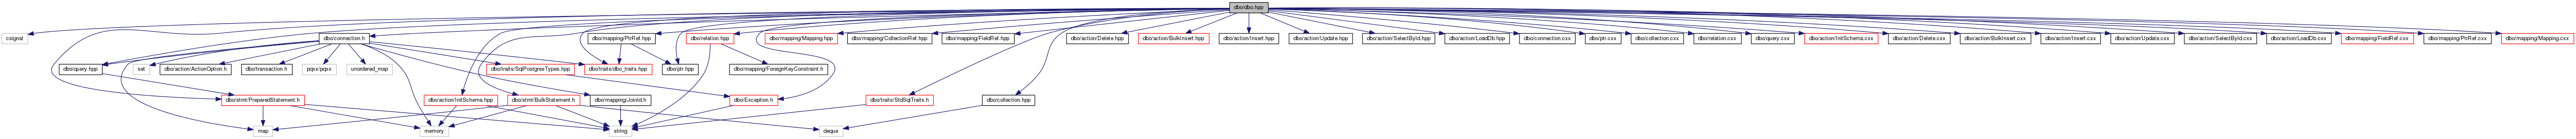 dbo/dbo.hpp
csignal
dbo/connection.h
dbo/mapping/PtrRef.hpp
dbo/relation.hpp
dbo/mapping/Mapping.hpp
dbo/mapping/CollectionRef.hpp
dbo/mapping/FieldRef.hpp
dbo/action/Delete.hpp
dbo/action/BulkInsert.hpp
dbo/action/Insert.hpp
dbo/action/Update.hpp
dbo/action/SelectById.hpp
dbo/action/LoadDb.hpp
dbo/connection.cxx
dbo/ptr.cxx
dbo/collection.cxx
dbo/relation.cxx
dbo/query.cxx
dbo/action/InitSchema.cxx
dbo/action/Delete.cxx
dbo/action/BulkInsert.cxx
dbo/action/Insert.cxx
dbo/action/Update.cxx
dbo/action/SelectById.cxx
dbo/action/LoadDb.cxx
dbo/mapping/FieldRef.cxx
dbo/mapping/PtrRef.cxx
dbo/mapping/Mapping.cxx
dbo/query.hpp
set
dbo/action/ActionOption.h
dbo/transaction.h
pqxx/pqxx
unordered_map
dbo/traits/SqlPostgresTypes.hpp
dbo/traits/dbo_traits.hpp
dbo/ptr.hpp
dbo/mapping/ForeignKeyConstraint.h
dbo/stmt/PreparedStatement.h
dbo/action/InitSchema.hpp
dbo/stmt/BulkStatement.h
dbo/mapping/JoinId.h
dbo/Exception.h
dbo/traits/StdSqlTraits.h
dbo/collection.hpp
map
memory
string
deque